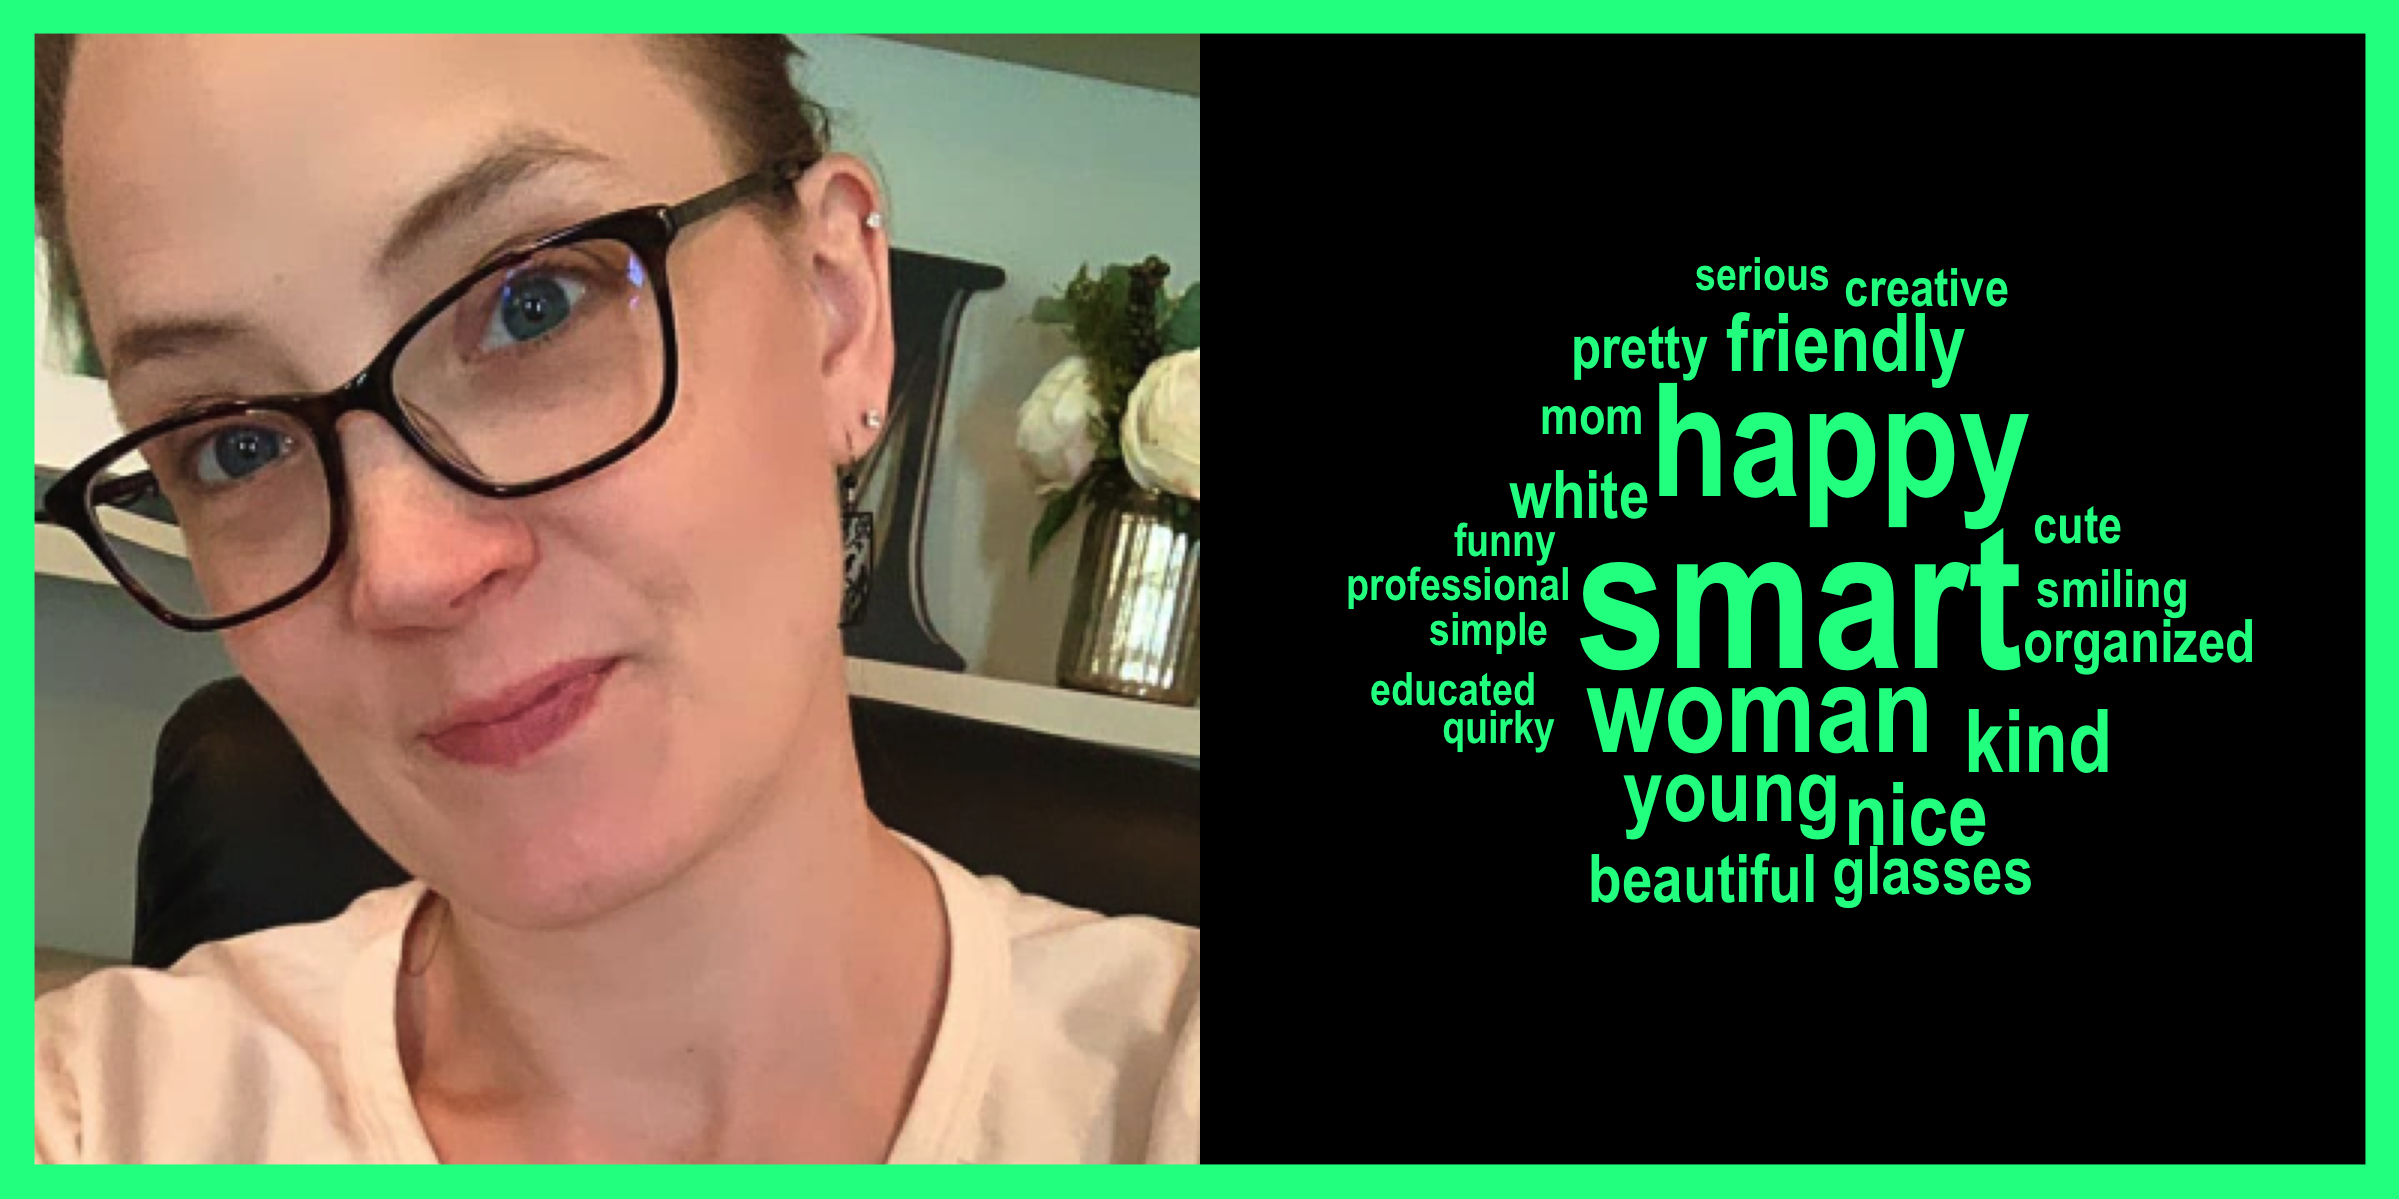 serious creative
pretty friendly
mom happy
white
funny cute
professional smart smiling
simple organized
educated woman kind
quirky
young nice
beautiful glasses